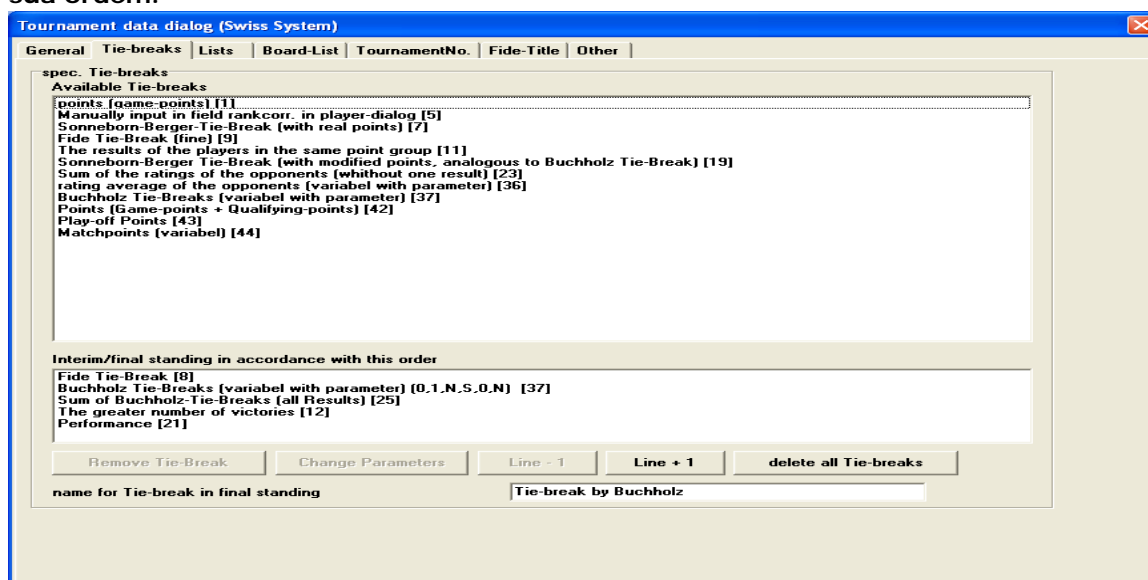 sua ordem.
Tournament data dialog (Swiss System)
General Tie-breaks Lists Board-List TournamentNo. Fide-Title Other
spec. Tie-breaks
Available Tie-breaks
points (game-points) [1]
Manually input in field rankcorr. in player-dialog [5]
Sonneborn-Berger-Tie-Break (with real points) [7]
Fide Tie-Break (fine) [9]
The results of the players in the same point group [11]
Sonneborn-Berger Tie-Break (with modified points, analogous to Buchholz Tie-Break) [19]
Sum of the ratings of the opponents (whithout one result) [23]
rating average of the opponents (variabel with parameter) [36]
Buchholz Tie-Breaks (variabel with parameter) [37]
Points (Game-points + Qualifying-points) [42]
Play-off Points [43]
Matchpoints (variabel) [44]
Interim/final standing in accordance with this order
Fide Tie-Break [8]
Buchholz Tie-Breaks (variabel with parameter) (0,1,N,S,0,N) [37]
Sum of Buchholz-Tie-Breaks (all Results) [25]
The greater number of victories [12]
Performance [21]
Remove Tie-Break Change Parameters Line - 1 Line + 1 delete all Tie-breaks
name for Tie-break in final standing Tie-break by Buchholz